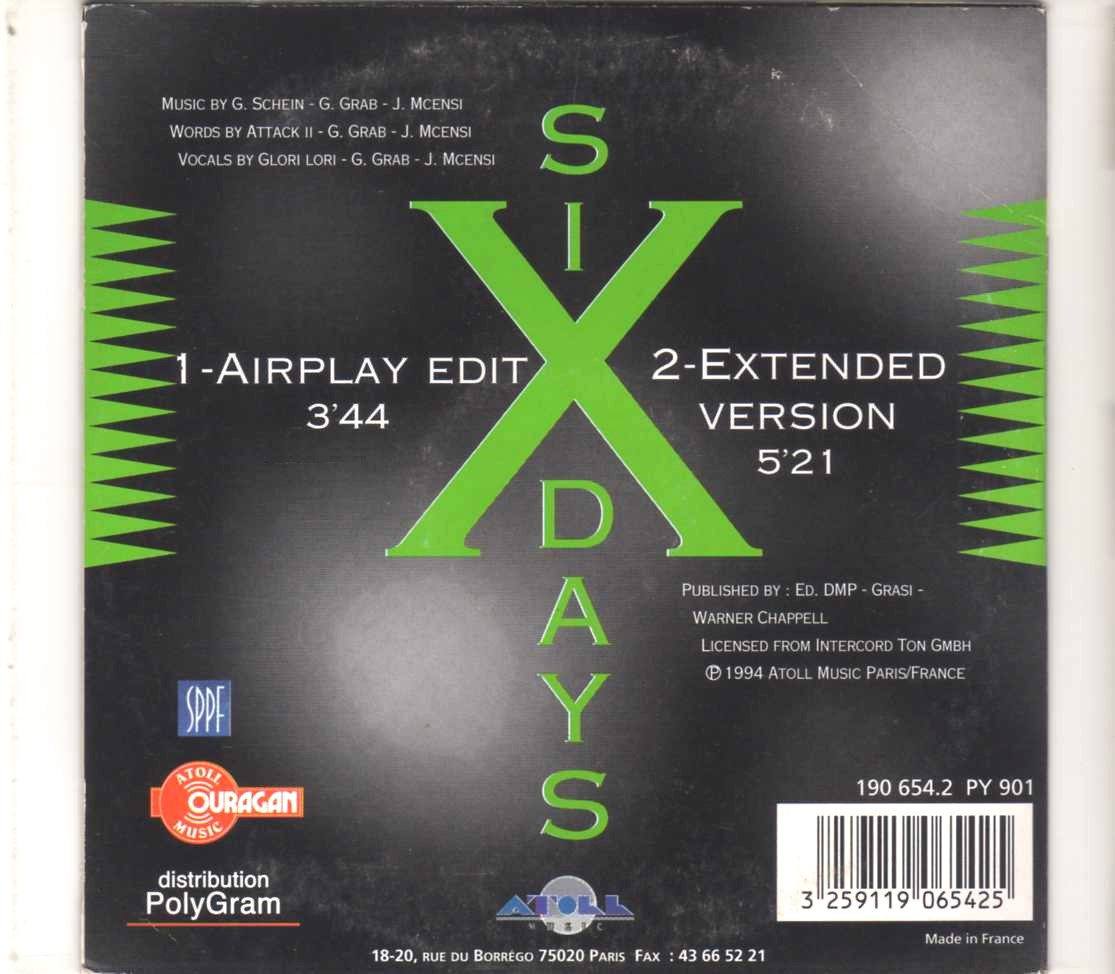 MUSIC BY G. SCHEIN - G. GRAB - J. MCENSI
WORDS BY ATTACK II - G. GRAB - J. MCENSI
VOCALS BY GLORI LORI - G. GRAB - J. MCENSI
SIX DAYS
1-AIRPLAY EDIT
3'44
2-EXTENDED
VERSION
5'21
PUBLISHED BY : ED. DMP - GRASI -
WARNER CHAPPELL
LICENSED FROM INTERCORD TON GMBH
℗ 1994 ATOLL MUSIC PARIS/FRANCE
SPPF
ATOLL
OURAGAN
MUSIC
distribution
PolyGram
190 654.2 PY 901
3 259119 065425
Made in France
ATOLL
MUSIC
18-20, RUE DU BORRÉGO 75020 PARIS FAX : 43 66 52 21